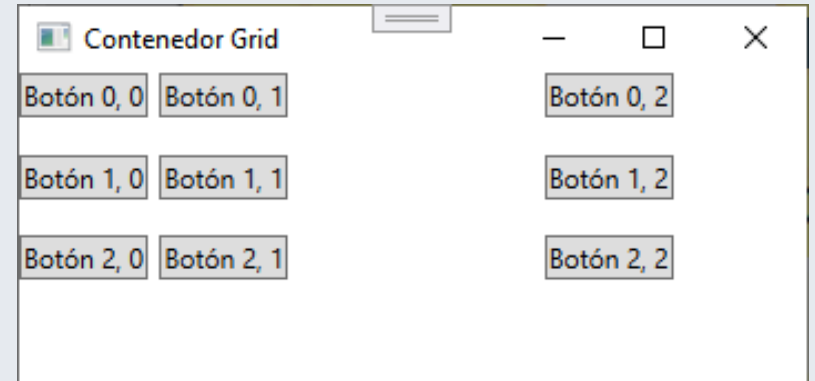 Contenedor Grid
Botón 0, 0 Botón 0, 1 Botón 0, 2
Botón 1, 0 Botón 1, 1 Botón 1, 2
Botón 2, 0 Botón 2, 1 Botón 2, 2